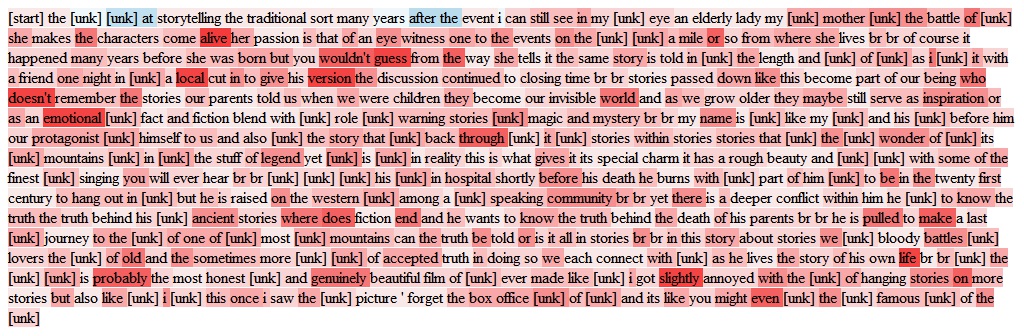 [start] the [unk] [unk] at storytelling the traditional sort many years after the event i can still see in my [unk] eye an elderly lady my [unk] mother [unk] the battle of [unk]
she makes the characters come alive her passion is that of an eye witness one to the events on the [unk] [unk] a mile or so from where she lives br br of course it
happened many years before she was born but you wouldn't guess from the way she tells it the same story is told in [unk] the length and [unk] of [unk] as i [unk] it with
a friend one night in [unk] a local cut in to give his version the discussion continued to closing time br br stories passed down like this become part of our being who
doesn't remember the stories our parents told us when we were children they become our invisible world and as we grow older they maybe still serve as inspiration or
as an emotional [unk] fact and fiction blend with [unk] role [unk] warning stories [unk] magic and mystery br br my name is [unk] like my [unk] and his [unk] before him
our protagonist [unk] himself to us and also [unk] the story that [unk] back through [unk] it [unk] stories within stories stories that [unk] the [unk] wonder of [unk] its
[unk] mountains [unk] in [unk] the stuff of legend yet [unk] is [unk] in reality this is what gives it its special charm it has a rough beauty and [unk] [unk] with some of the
finest [unk] singing you will ever hear br br [unk] [unk] [unk] his [unk] in hospital shortly before his death he burns with [unk] part of him [unk] to be in the twenty first
century to hang out in [unk] but he is raised on the western [unk] among a [unk] speaking community br br yet there is a deeper conflict within him he [unk] to know the
truth the truth behind his [unk] ancient stories where does fiction end and he wants to know the truth behind the death of his parents br br he is pulled to make a last
[unk] journey to the [unk] of one of [unk] most [unk] mountains can the truth be told or is it all in stories br br in this story about stories we [unk] bloody battles [unk]
lovers the [unk] of old and the sometimes more [unk] [unk] of accepted truth in doing so we each connect with [unk] as he lives the story of his own life br br [unk] the
[unk] [unk] is probably the most honest [unk] and genuinely beautiful film of [unk] ever made like [unk] i got slightly annoyed with the [unk] of hanging stories on more
stories but also like [unk] i [unk] this once i saw the [unk] picture ' forget the box office [unk] of [unk] and its like you might even [unk] the [unk] famous [unk] of the
[unk]